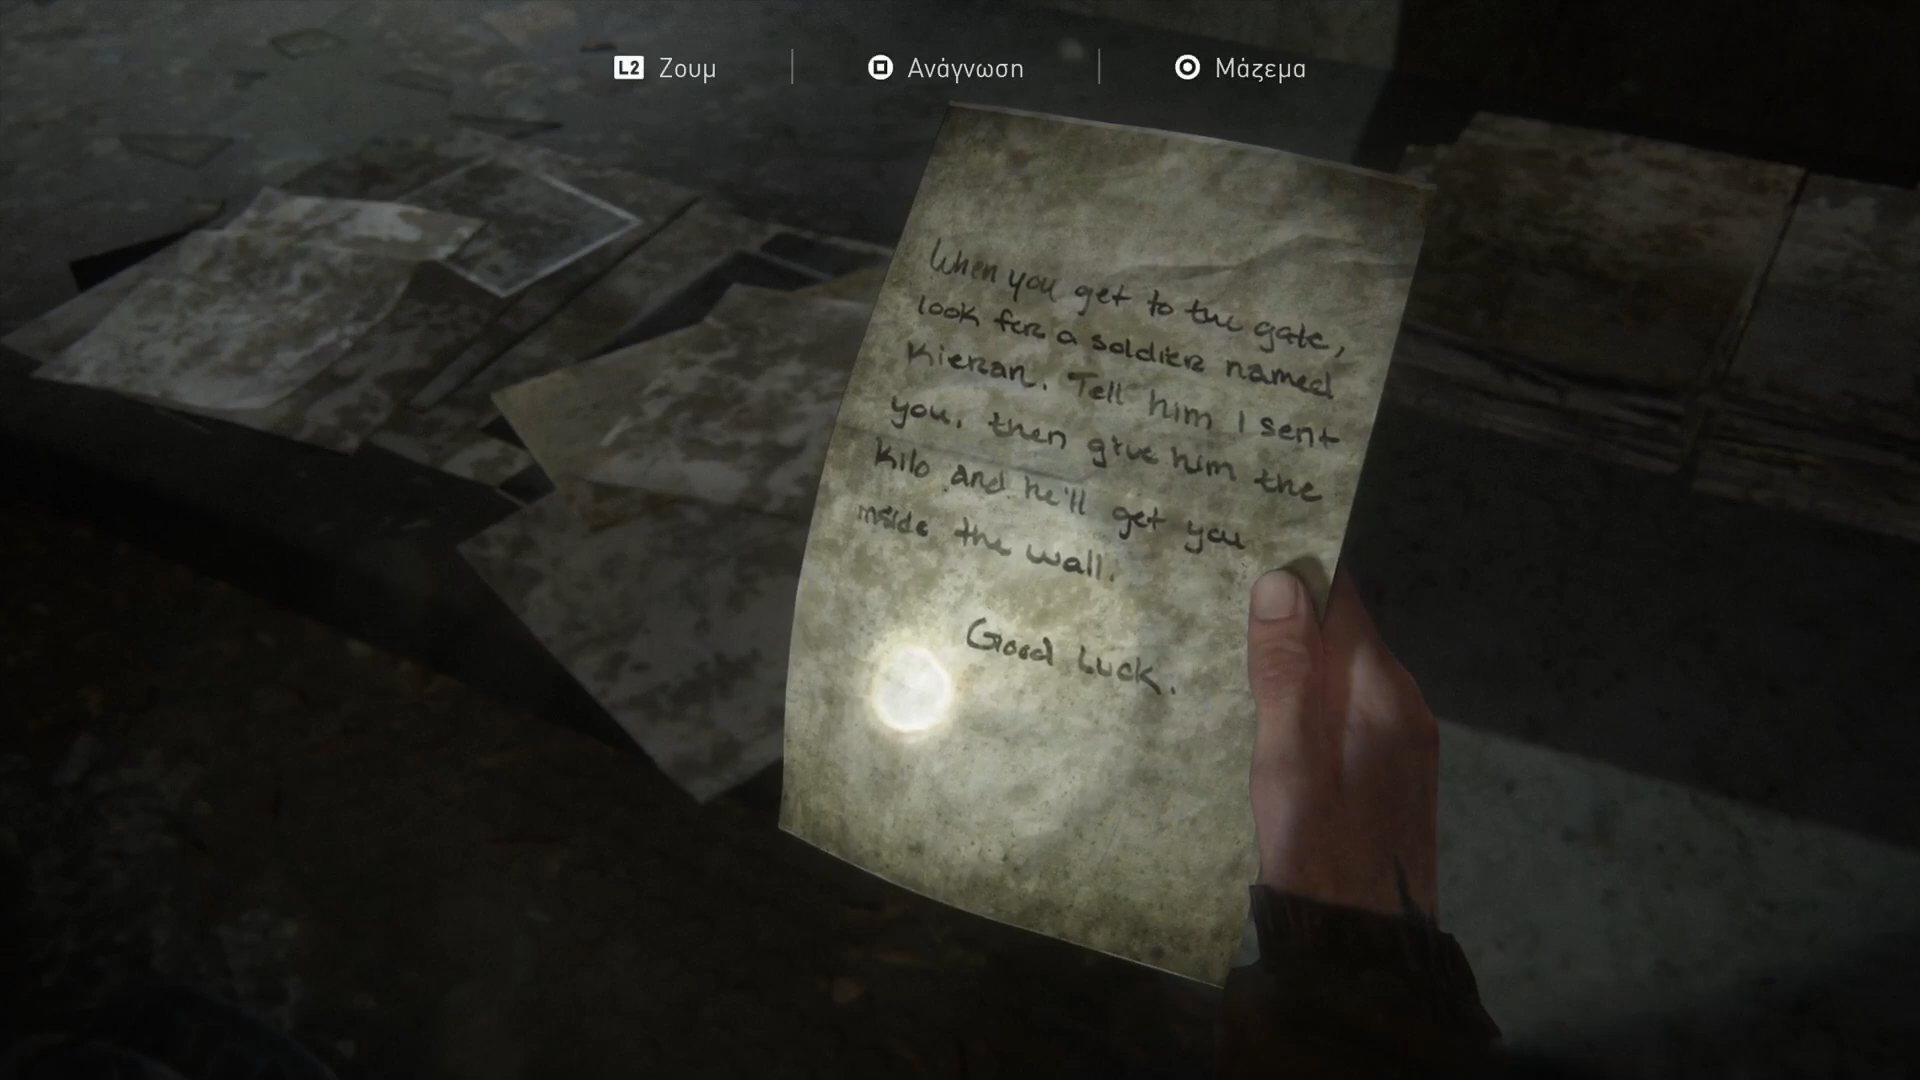 L2 Ζουμ Ανάγνωση Μάζεμα
When you get to the gate,
look for a soldier named
Kieran. Tell him I sent
you, then give him the
kilo and he'll get you
inside the wall.
Good Luck.